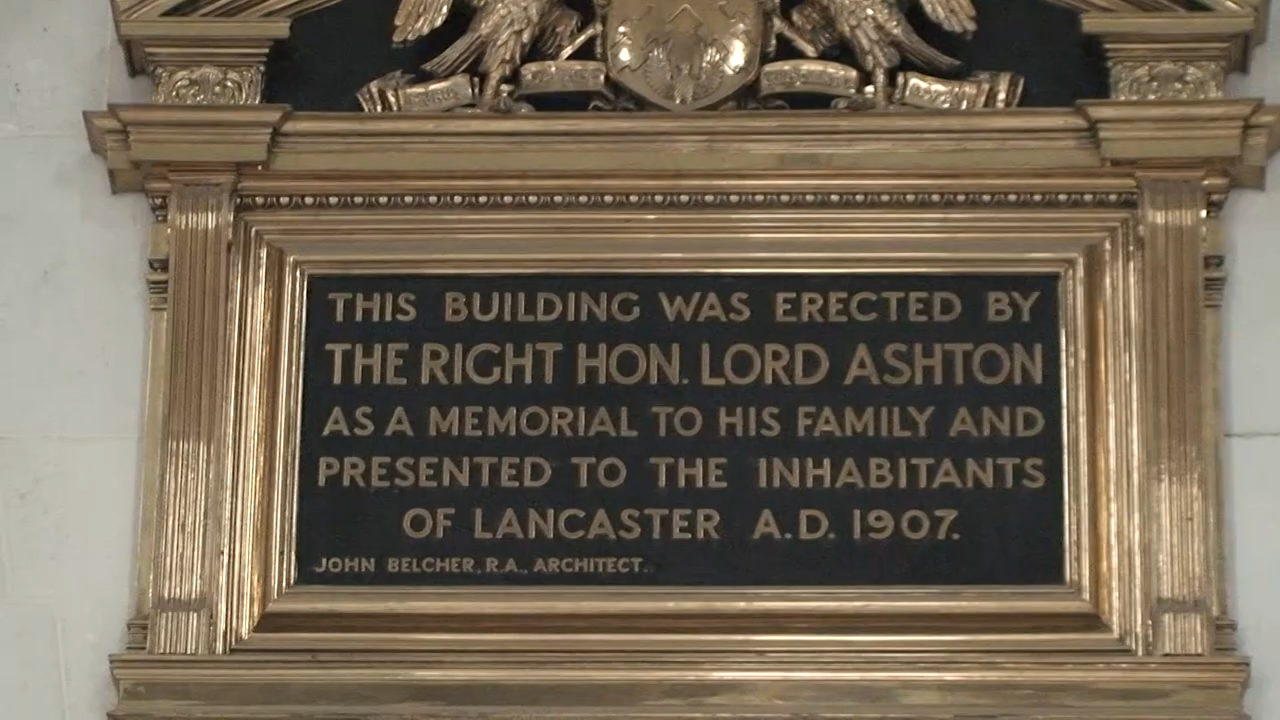 THIS BUILDING WAS ERECTED BY
THE RIGHT HON. LORD ASHTON
AS A MEMORIAL TO HIS FAMILY AND
PRESENTED TO THE INHABITANTS
OF LANCASTER A.D. 1907.
JOHN BELCHER, R.A., ARCHITECT.